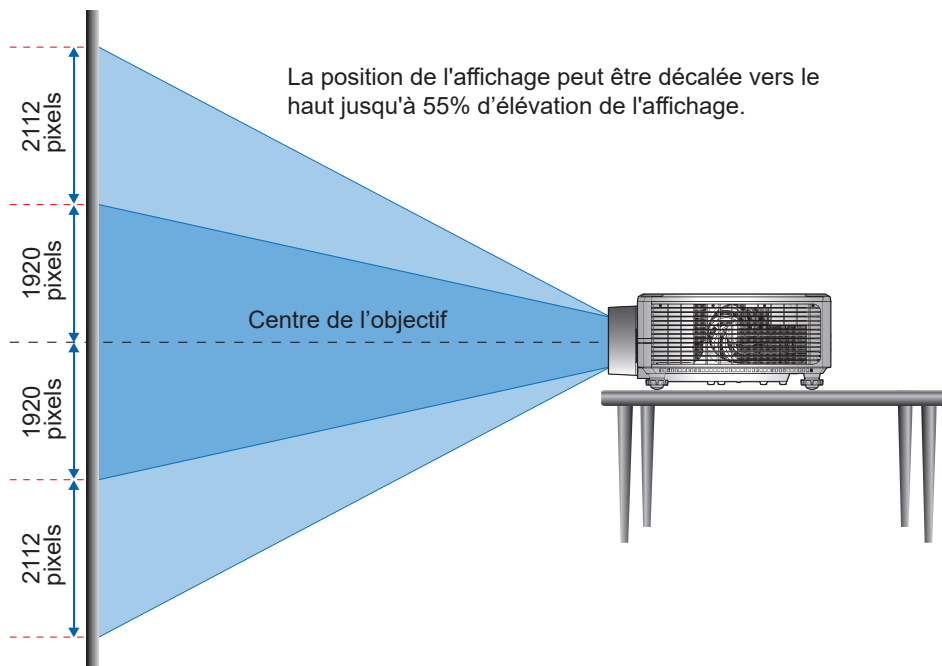 La position de l'affichage peut être décalée vers le
haut jusqu'à 55% d’élévation de l'affichage.
2112
pixels
1920
pixels
Centre de l’objectif
1920
pixels
2112
pixels